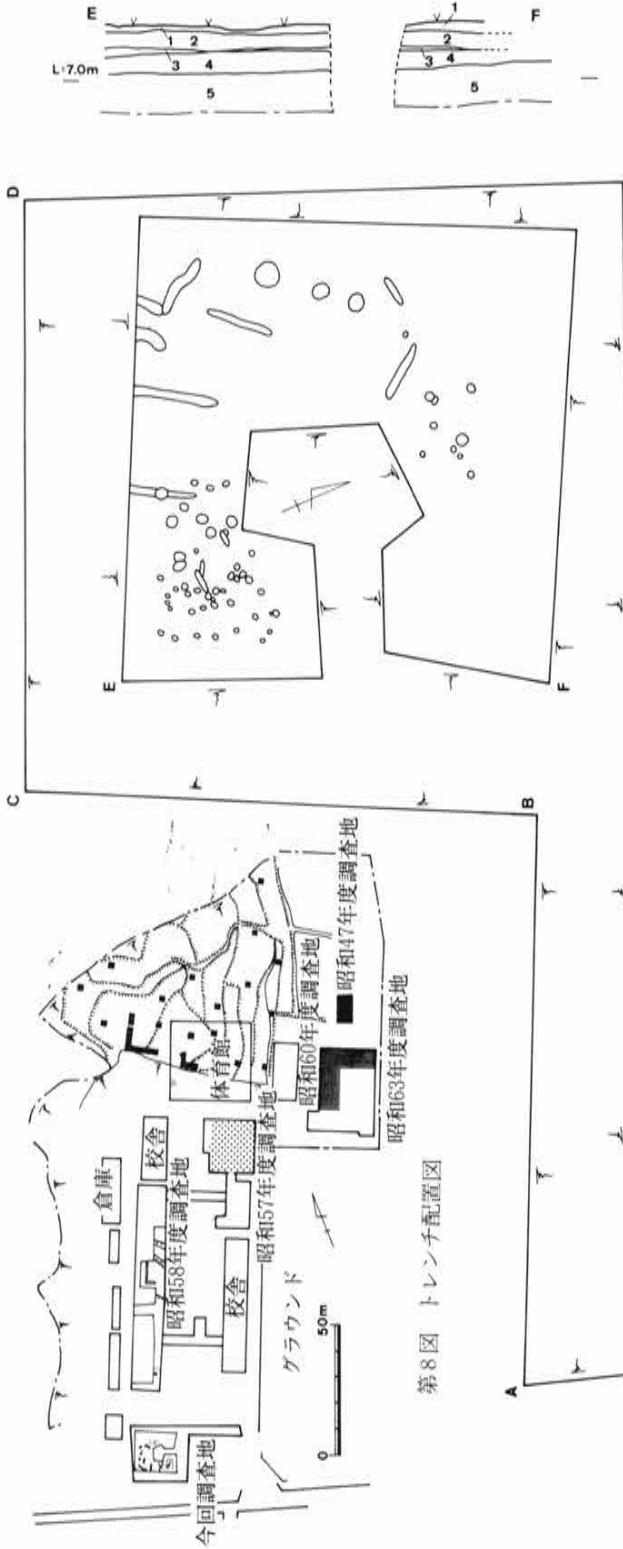 E
F
1
2
3
4
5
L=7.0m
1
2
3
4
5
D
C
E
F
B
A
倉庫
校舎
体育館
昭和58年度調査地
昭和57年度調査地
昭和60年度調査地
昭和47年度調査地
昭和63年度調査地
校舎
グラウンド
今回調査地
0
50m
第8図 トレンチ配置図